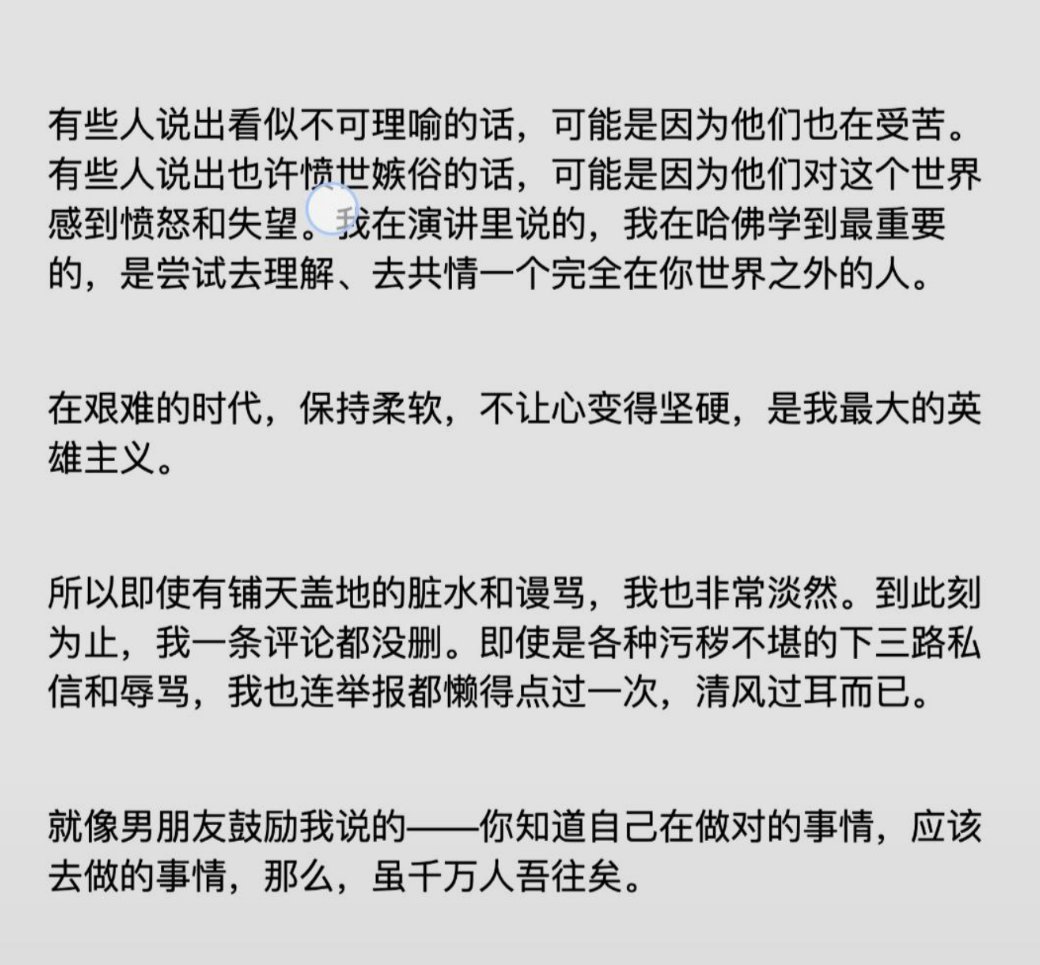 有些人说出看似不可理喻的话，可能是因为他们也在受苦。
有些人说出也许愤世嫉俗的话，可能是因为他们对这个世界
感到愤怒和失望。我在演讲里说的，我在哈佛学到最重要
的，是尝试去理解、去共情一个完全在你世界之外的人。
在艰难的时代，保持柔软，不让心变得坚硬，是我最大的英
雄主义。
所以即使有铺天盖地的脏水和谩骂，我也非常淡然。到此刻
为止，我一条评论都没删。即使是各种污秽不堪的下三路私
信和辱骂，我也连举报都懒得点过一次，清风过耳而已。
就像男朋友鼓励我说的——你知道自己在做对的事情，应该
去做的事情，那么，虽千万人吾往矣。